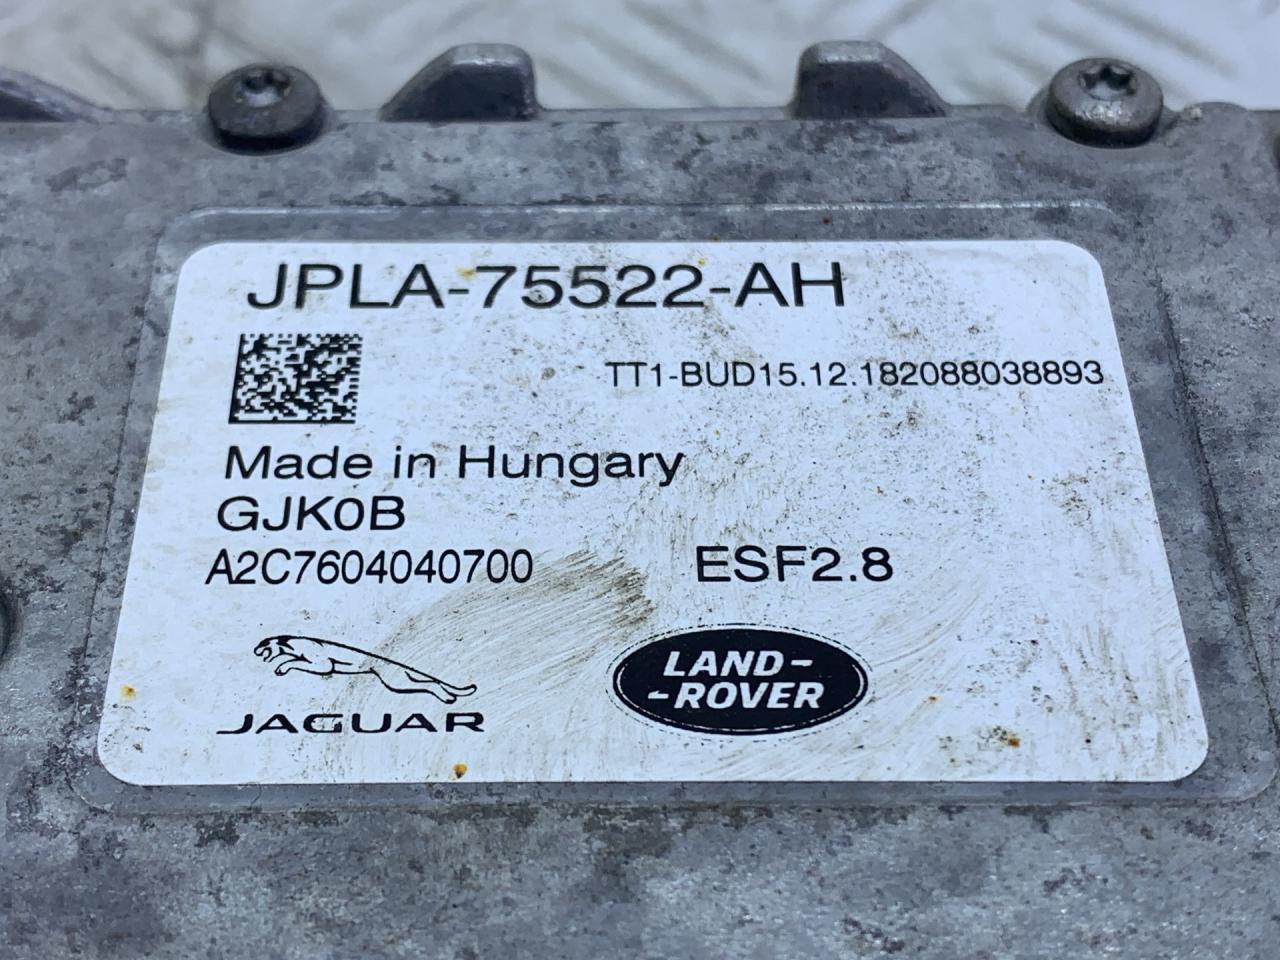 JPLA-75522-AH
TT1-BUD15.12.182088038893
Made in Hungary
GJK0B
A2C7604040700
ESF2.8
JAGUAR
LAND-
-ROVER